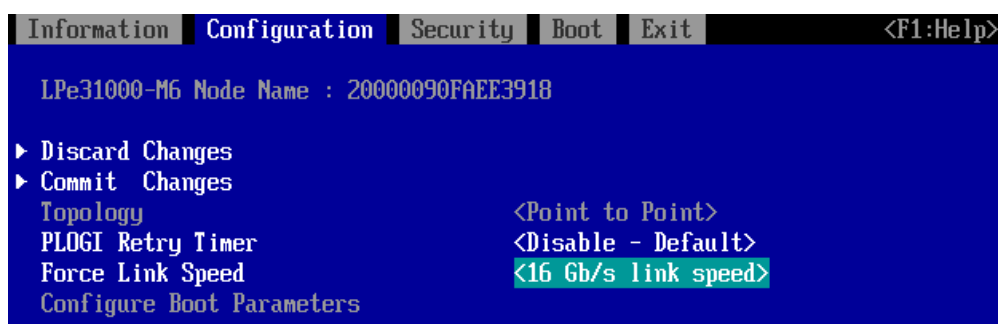 Information Configuration Security Boot Exit <F1:Help>
LPe31000-M6 Node Name : 20000090FAEE3918
Discard Changes
Commit Changes
Topology <Point to Point>
PLOGI Retry Timer <Disable - Default>
Force Link Speed <16 Gb/s link speed>
Configure Boot Parameters